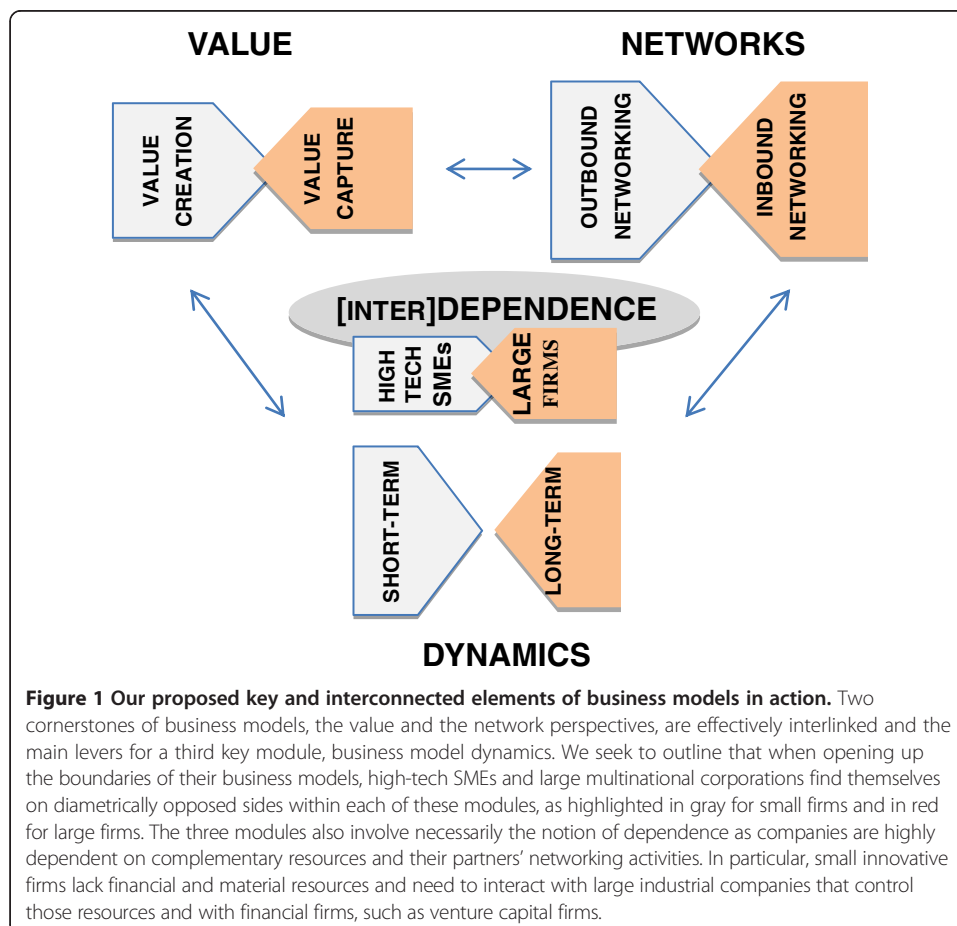 VALUE
NETWORKS
VALUE
CREATION
VALUE
CAPTURE
OUTBOUND
NETWORKING
INBOUND
NETWORKING
[INTER]DEPENDENCE
HIGH
TECH
SMEs
LARGE
FIRMS
SHORT-TERM
LONG-TERM
DYNAMICS
Figure 1 Our proposed key and interconnected elements of business models in action. Two
cornerstones of business models, the value and the network perspectives, are effectively interlinked and the
main levers for a third key module, business model dynamics. We seek to outline that when opening up
the boundaries of their business models, high-tech SMEs and large multinational corporations find themselves
on diametrically opposed sides within each of these modules, as highlighted in gray for small firms and in red
for large firms. The three modules also involve necessarily the notion of dependence as companies are highly
dependent on complementary resources and their partners' networking activities. In particular, small innovative
firms lack financial and material resources and need to interact with large industrial companies that control
those resources and with financial firms, such as venture capital firms.